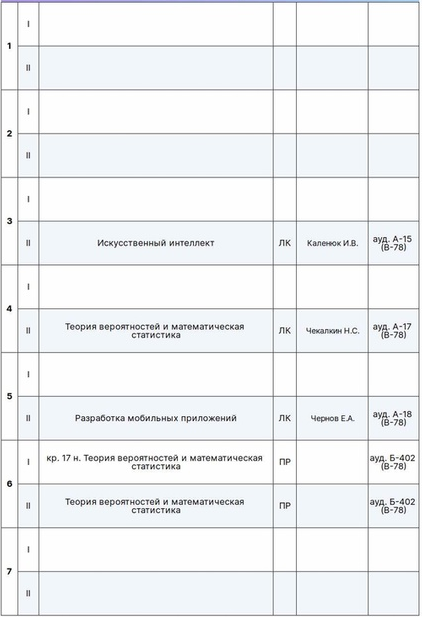 1
I
II
2
I
II
3
I
II
Искусственный интеллект
ЛК
Каленюк И.В.
ауд. А-15
(В-78)
4
I
II
Теория вероятностей и математическая
статистика
ЛК
Чекалкин Н.С.
ауд. А-17
(В-78)
5
I
II
Разработка мобильных приложений
ЛК
Чернов Е.А.
ауд. А-18
(В-78)
6
I
кр. 17 н. Теория вероятностей и математическая
статистика
ПР
ауд. Б-402
(В-78)
II
Теория вероятностей и математическая
статистика
ПР
ауд. Б-402
(В-78)
7
I
II